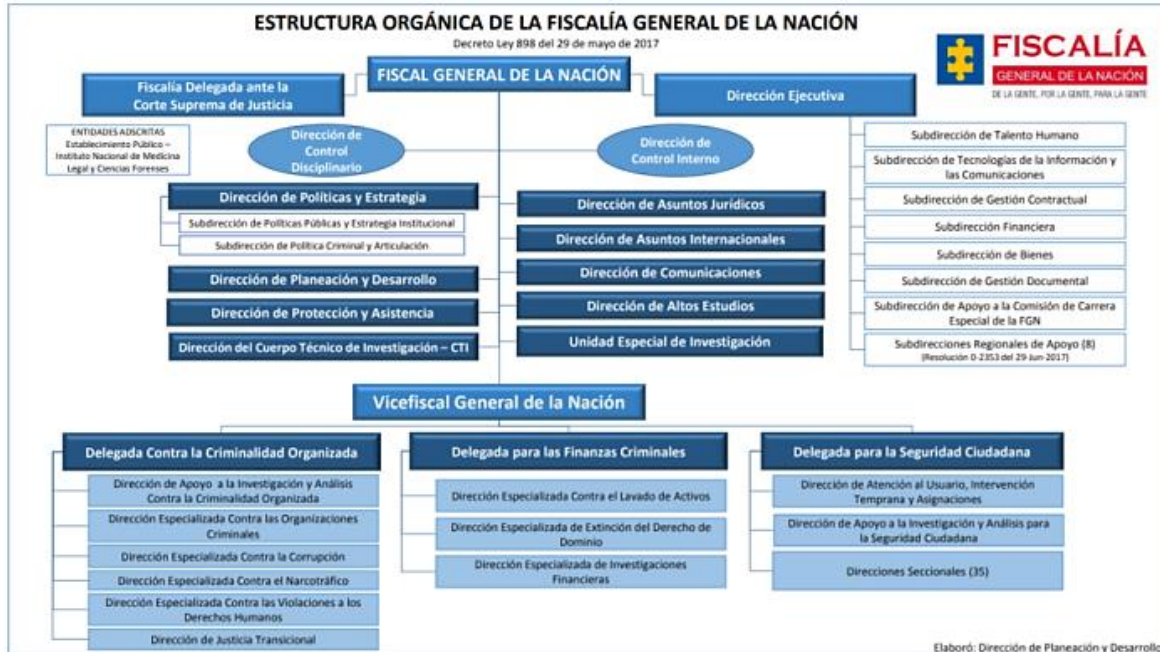 ESTRUCTURA ORGÁNICA DE LA FISCALÍA GENERAL DE LA NACIÓN
Decreto Ley 898 del 29 de mayo de 2017
FISCALÍA
GENERAL DE LA NACIÓN
DE LA GENTE, POR LA GENTE, PARA LA GENTE
FISCAL GENERAL DE LA NACIÓN
Fiscalía Delegada ante la
Corte Suprema de Justicia
Dirección Ejecutiva
ENTIDADES ADSCRITAS
Establecimiento Público –
Instituto Nacional de Medicina
Legal y Ciencias Forenses
Dirección de
Control
Disciplinario
Dirección de
Control Interno
Dirección de Políticas y Estrategia
Subdirección de Políticas Públicas y Estrategia Institucional
Subdirección de Política Criminal y Articulación
Dirección de Planeación y Desarrollo
Dirección de Protección y Asistencia
Dirección del Cuerpo Técnico de Investigación – CTI
Dirección de Asuntos Jurídicos
Dirección de Asuntos Internacionales
Dirección de Comunicaciones
Dirección de Altos Estudios
Unidad Especial de Investigación
Subdirección de Talento Humano
Subdirección de Tecnologías de la Información y
las Comunicaciones
Subdirección de Gestión Contractual
Subdirección Financiera
Subdirección de Bienes
Subdirección de Gestión Documental
Subdirección de Apoyo a la Comisión de Carrera
Especial de la FGN
Subdirecciones Regionales de Apoyo (8)
(Resolución 0-2353 del 29-Jun-2017)
Vicefiscal General de la Nación
Delegada Contra la Criminalidad Organizada
Dirección de Apoyo a la Investigación y Análisis
Contra la Criminalidad Organizada
Dirección Especializada Contra las Organizaciones
Criminales
Dirección Especializada Contra la Corrupción
Dirección Especializada Contra el Narcotráfico
Dirección Especializada Contra las Violaciones a los
Derechos Humanos
Dirección de Justicia Transicional
Delegada para las Finanzas Criminales
Dirección Especializada Contra el Lavado de Activos
Dirección Especializada de Extinción del Derecho de
Dominio
Dirección Especializada de Investigaciones
Financieras
Delegada para la Seguridad Ciudadana
Dirección de Atención al Usuario, Intervención
Temprana y Asignaciones
Dirección de Apoyo a la Investigación y Análisis para
la Seguridad Ciudadana
Direcciones Seccionales (35)
Elaboró: Dirección de Planeación y Desarrollo